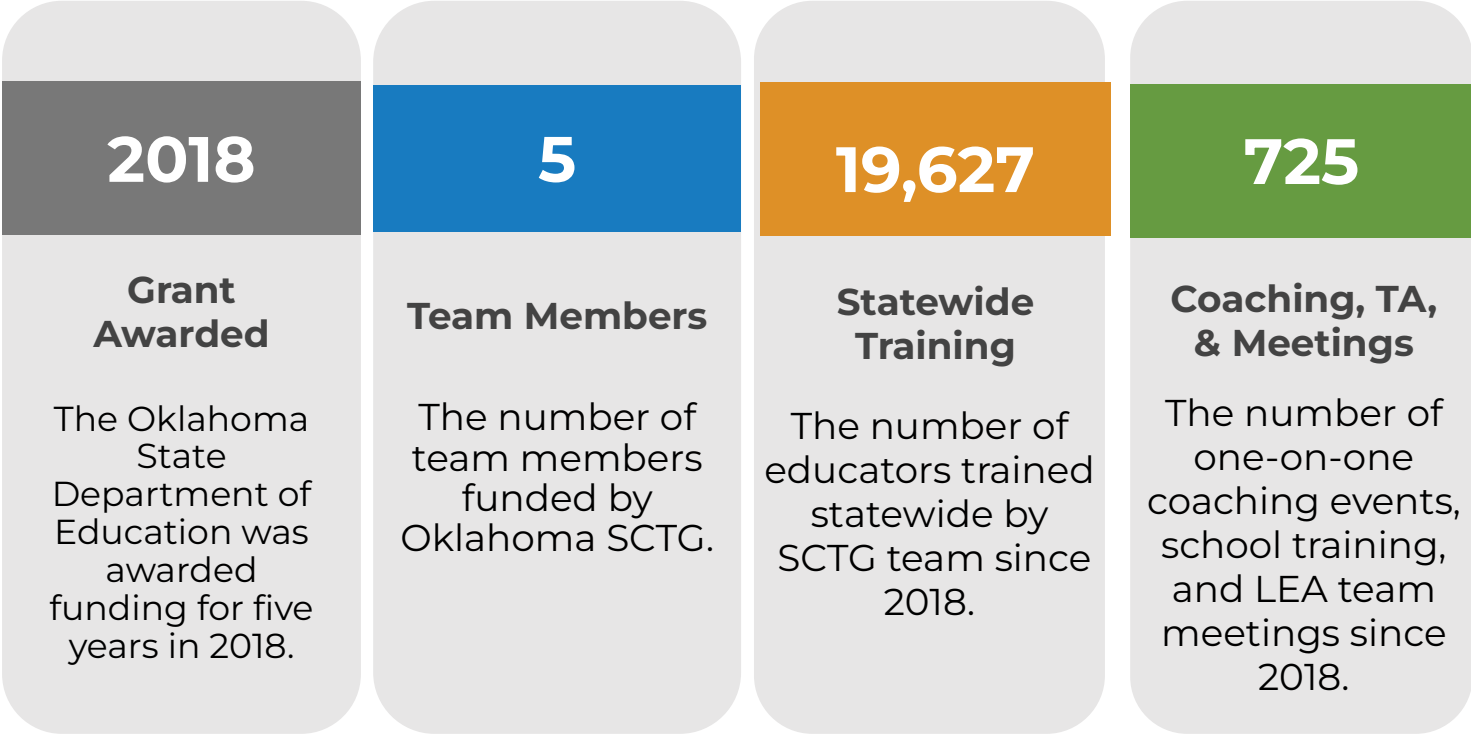 2018
Grant
Awarded
The Oklahoma
State
Department of
Education was
awarded
funding for five
years in 2018.
5
Team Members
The number of
team members
funded by
Oklahoma SCTG.
19,627
Statewide
Training
The number of
educators trained
statewide by
SCTG team since
2018.
725
Coaching, TA,
& Meetings
The number of
one-on-one
coaching events,
school training,
and LEA team
meetings since
2018.